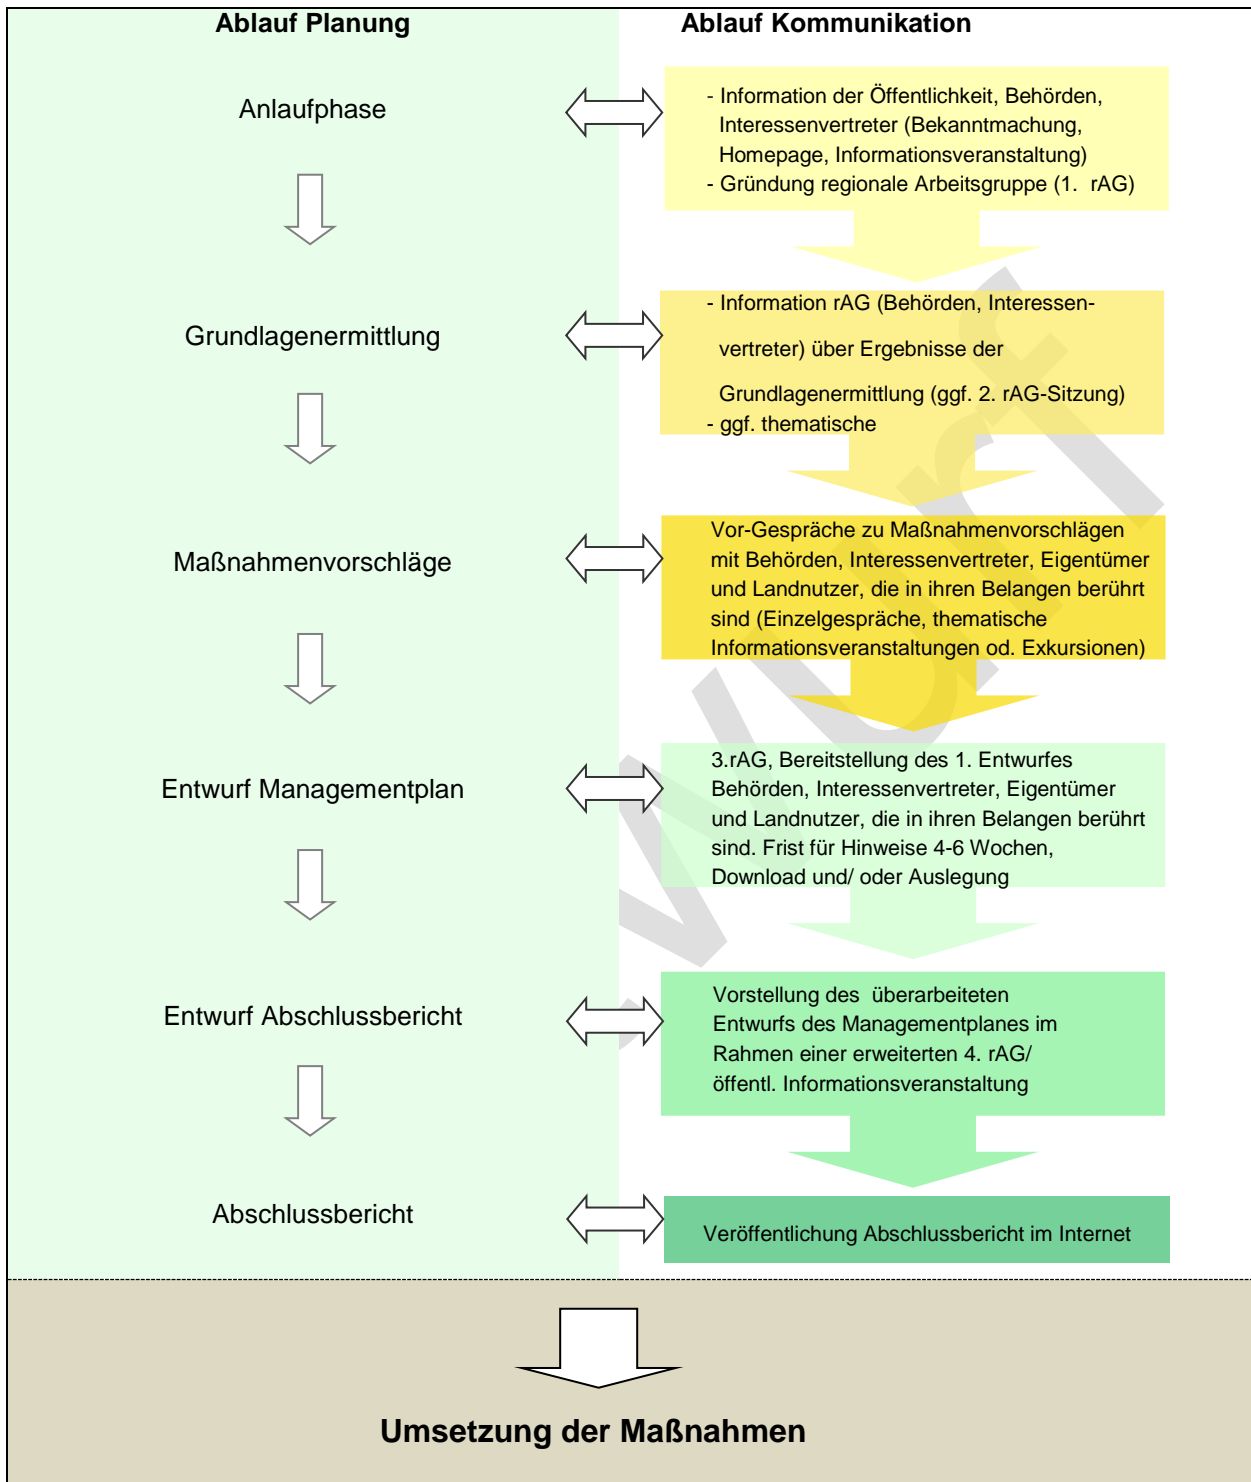 Ablauf Planung
Ablauf Kommunikation
Anlaufphase
- Information der Öffentlichkeit, Behörden,
Interessenvertreter (Bekanntmachung,
Homepage, Informationsveranstaltung)
- Gründung regionale Arbeitsgruppe (1. rAG)
Grundlagenermittlung
- Information rAG (Behörden, Interessen-
vertreter) über Ergebnisse der
Grundlagenermittlung (ggf. 2. rAG-Sitzung)
- ggf. thematische
Maßnahmenvorschläge
Vor-Gespräche zu Maßnahmenvorschlägen
mit Behörden, Interessenvertreter, Eigentümer
und Landnutzer, die in ihren Belangen berührt
sind (Einzelgespräche, thematische
Informationsveranstaltungen od. Exkursionen)
Entwurf Managementplan
3.rAG, Bereitstellung des 1. Entwurfes
Behörden, Interessenvertreter, Eigentümer
und Landnutzer, die in ihren Belangen berührt
sind. Frist für Hinweise 4-6 Wochen,
Download und/ oder Auslegung
Entwurf Abschlussbericht
Vorstellung des überarbeiteten
Entwurfs des Managementplanes im
Rahmen einer erweiterten 4. rAG/
öffentl. Informationsveranstaltung
Abschlussbericht
Veröffentlichung Abschlussbericht im Internet
Umsetzung der Maßnahmen